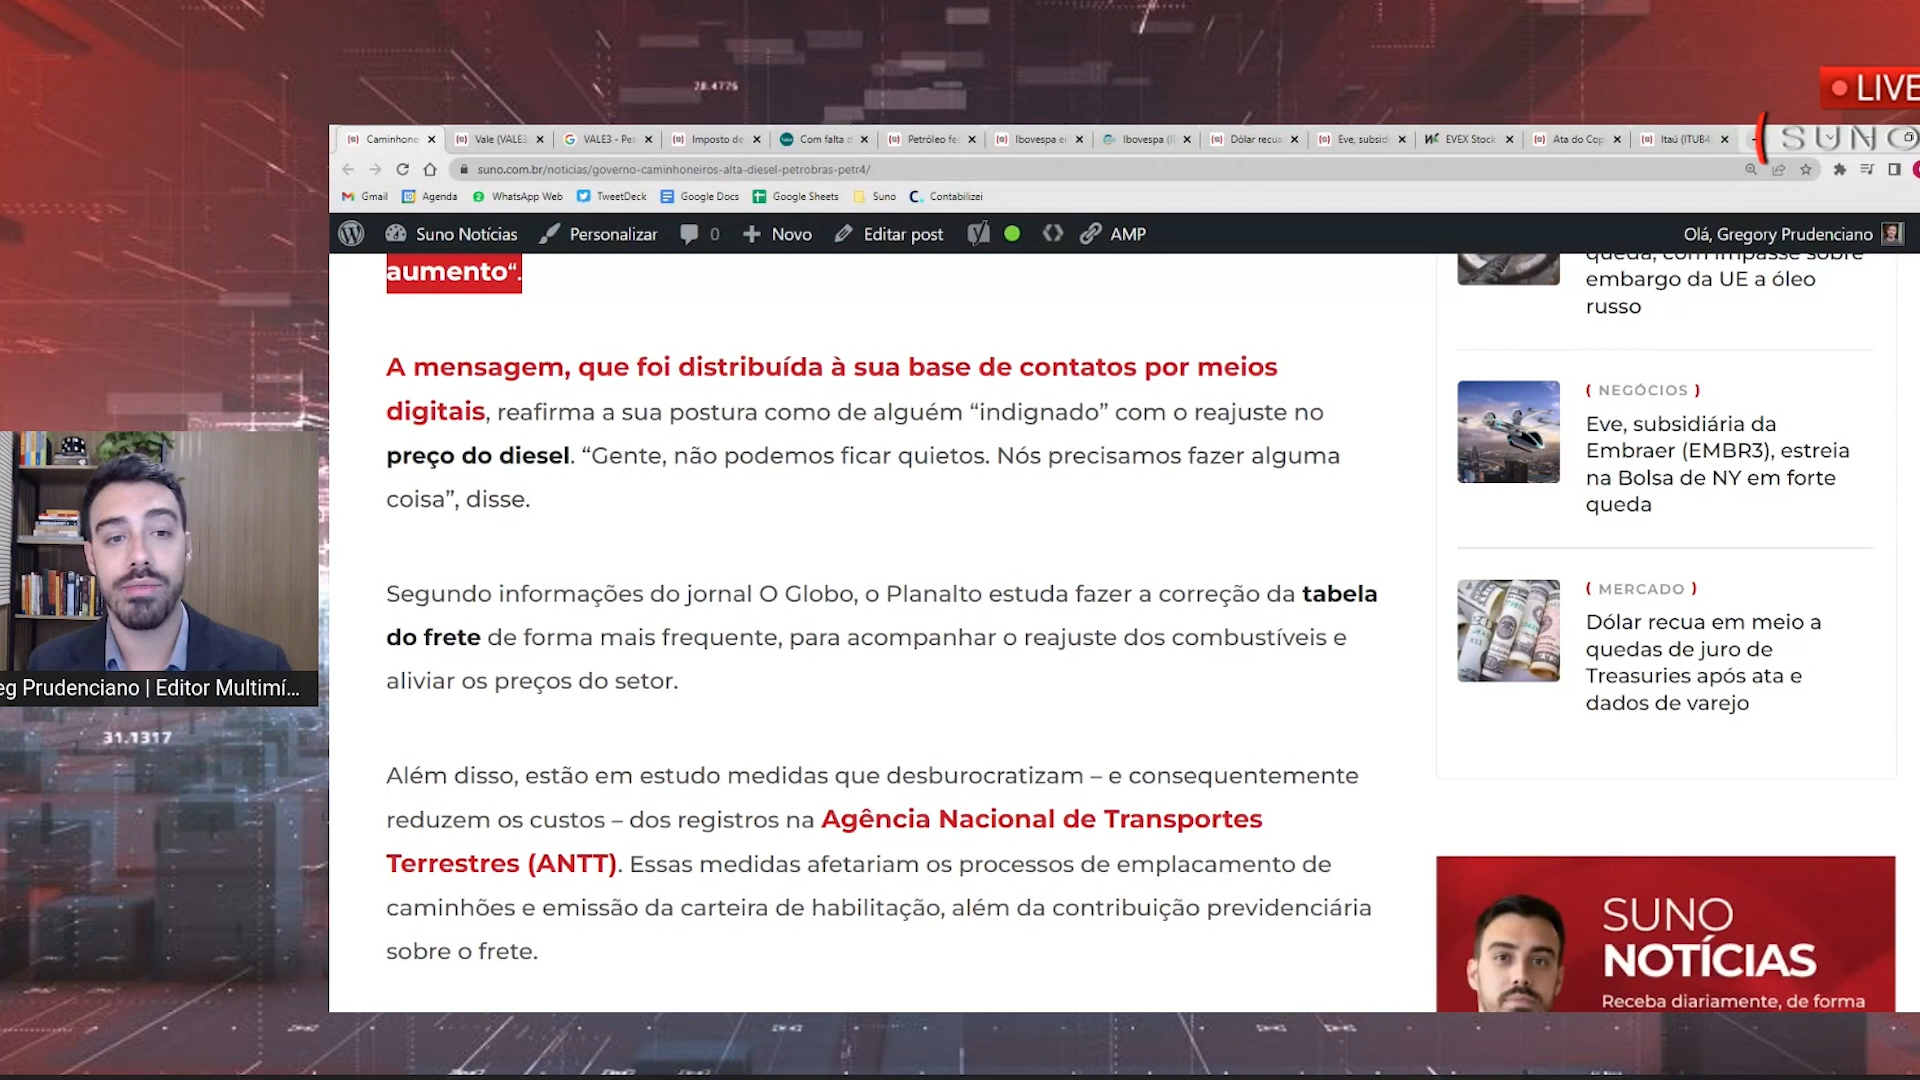 78.4776
LIVE
SUNO
Caminhone
Vale (VALE3
VALE3 - Pes
Imposto de
Com falta
Petróleo fe
Ibovespa e
Ibovespa (I
Dólar recua
Eve, subsid
EVEX Stock
Ata do Cop
Itaú (ITUB4
suno.com.br/noticias/governo-caminhoneiros-alta-diesel-petrobras-petr4/
Gmail
Agenda
WhatsApp Web
TweetDeck
Google Docs
Google Sheets
Suno
Contabilizei
Suno Notícias
Personalizar
0
Novo
Editar post
AMP
Olá, Gregory Prudenciano
aumento“.
A mensagem, que foi distribuída à sua base de contatos por meios
digitais, reafirma a sua postura como de alguém “indignado” com o reajuste no
preço do diesel. “Gente, não podemos ficar quietos. Nós precisamos fazer alguma
coisa”, disse.
Segundo informações do jornal O Globo, o Planalto estuda fazer a correção da tabela
do frete de forma mais frequente, para acompanhar o reajuste dos combustíveis e
aliviar os preços do setor.
Além disso, estão em estudo medidas que desburocratizam – e consequentemente
reduzem os custos – dos registros na Agência Nacional de Transportes
Terrestres (ANTT). Essas medidas afetariam os processos de emplacamento de
caminhões e emissão da carteira de habilitação, além da contribuição previdenciária
sobre o frete.
queda, com impasse sobre
embargo da UE a óleo
russo
( NEGÓCIOS )
Eve, subsidiária da
Embraer (EMBR3), estreia
na Bolsa de NY em forte
queda
( MERCADO )
Dólar recua em meio a
quedas de juro de
Treasuries após ata e
dados de varejo
SUNO
NOTÍCIAS
Receba diariamente, de forma
eg Prudenciano | Editor Multimí...
31.1317